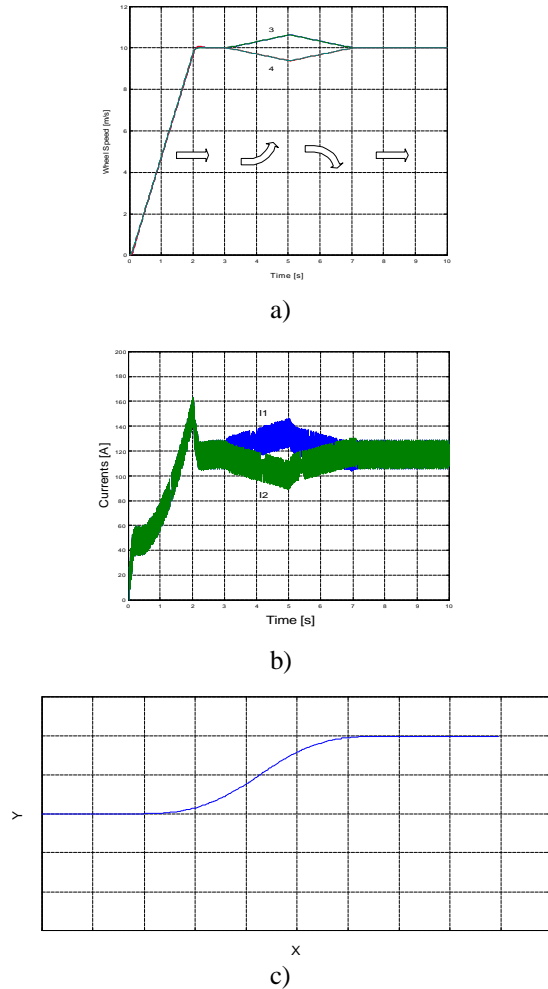 12
10
8
6
4
2
0
Wheel Speed [m/s]
3
4
0 1 2 3 4 5 6 7 8 9 10
Time [s]
a)
200
180
160
140
120
100
80
60
40
20
0
Currents [A]
I1
I2
0 1 2 3 4 5 6 7 8 9 10
Time [s]
b)
Y
X
c)